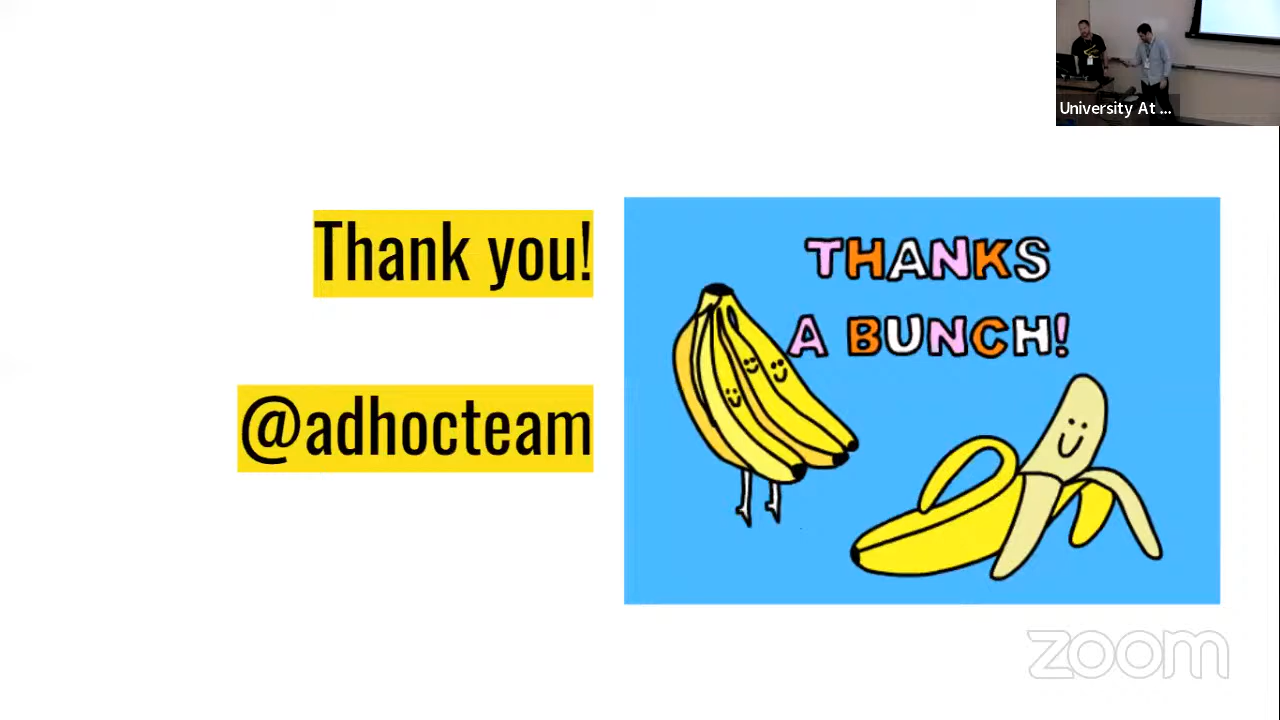 University At ...
Thank you!
@adhocteam
THANKS
A BUNCH!
zoom